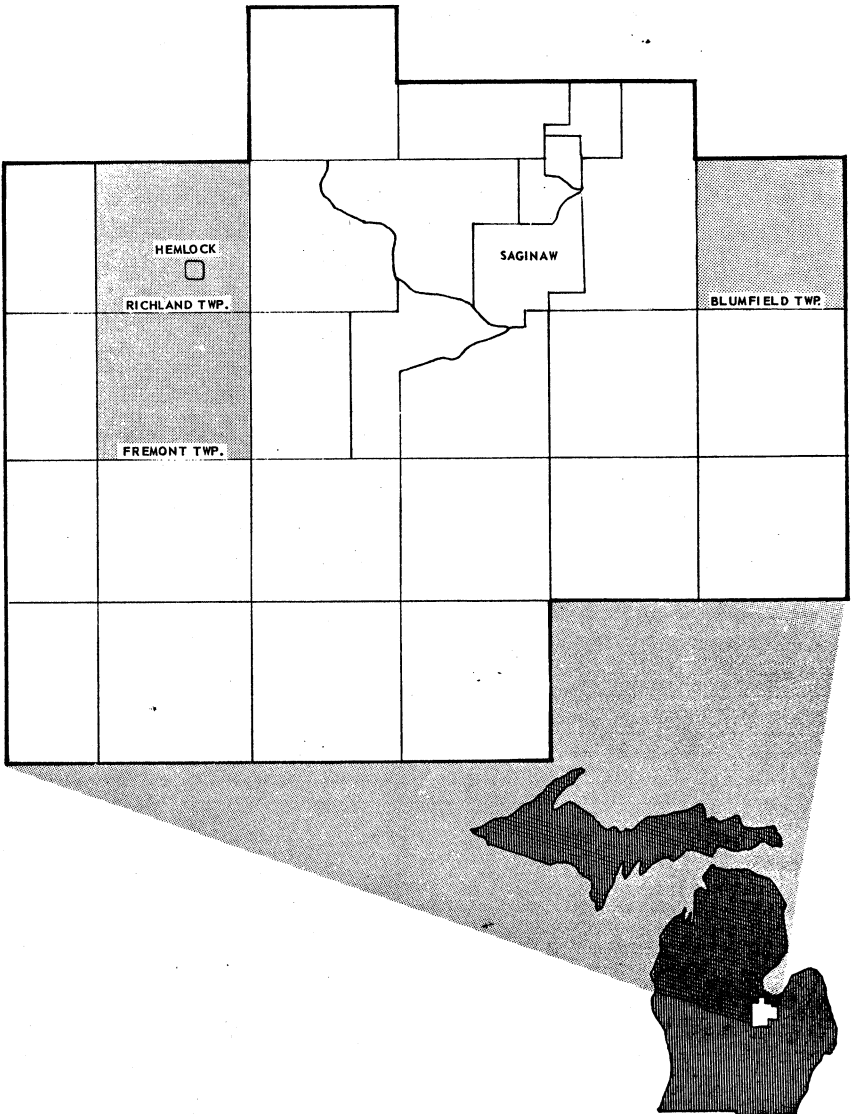 HEMLOCK
SAGINAW
RICHLAND TWP.
BLUMFIELD TWP.
FREMONT TWP.